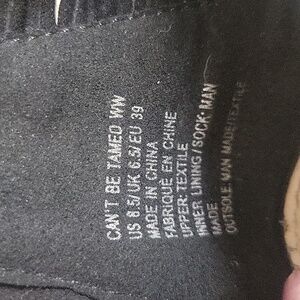 CAN'T BE TAMED WW
US 8.5/UK 6.5/EU 39
MADE IN CHINA
FABRIQUÉ EN CHINE
UPPER: TEXTILE
INNER LINING/SOCK: MAN
MADE
OUTSOLE: MAN MADE/TEXTILE